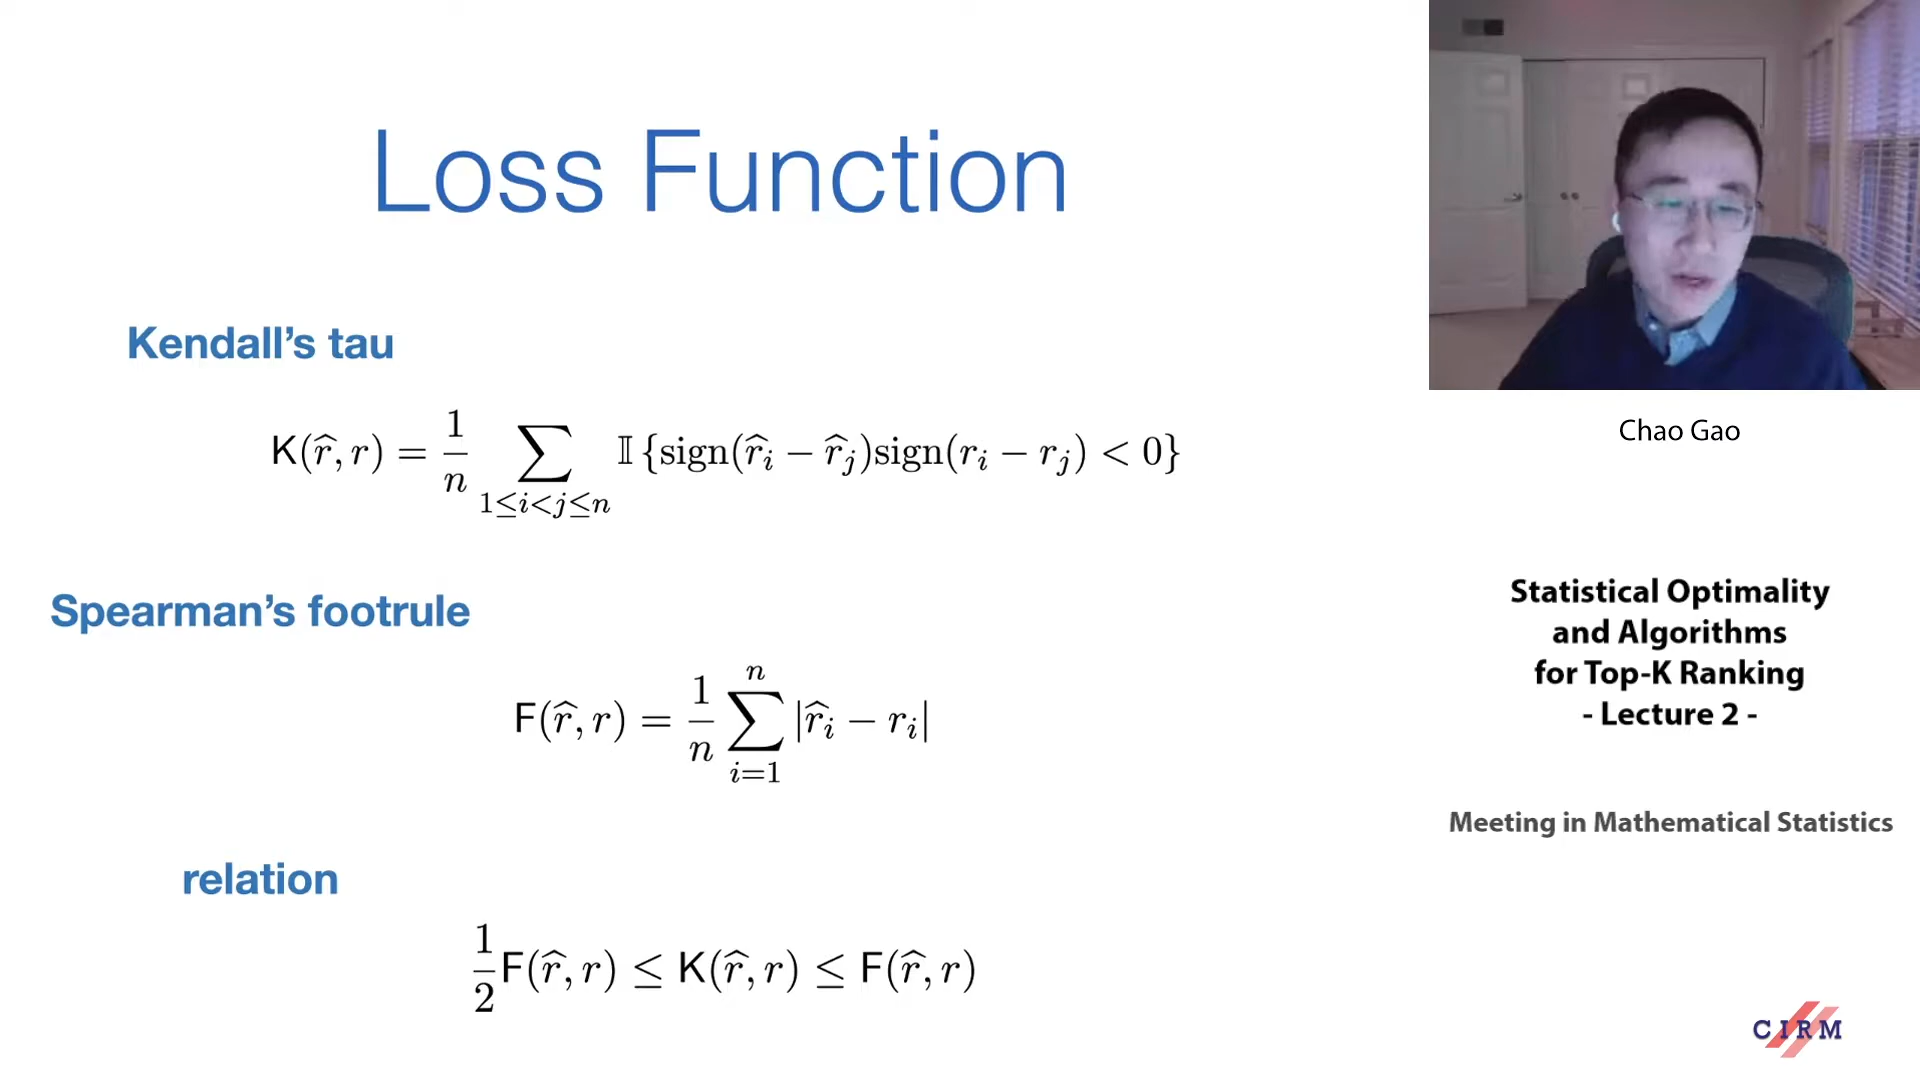 Loss Function
Kendall's tau
K(r̂, r) = 1/n ∑_{1≤i<j≤n} 𝕀 {sign(r̂_i − r̂_j)sign(r_i − r_j) < 0}
Spearman's footrule
F(r̂, r) = 1/n ∑_{i=1}^{n} |r̂_i − r_i|
relation
1/2 F(r̂, r) ≤ K(r̂, r) ≤ F(r̂, r)
Chao Gao
Statistical Optimality
and Algorithms
for Top-K Ranking
- Lecture 2 -
Meeting in Mathematical Statistics
CIRM